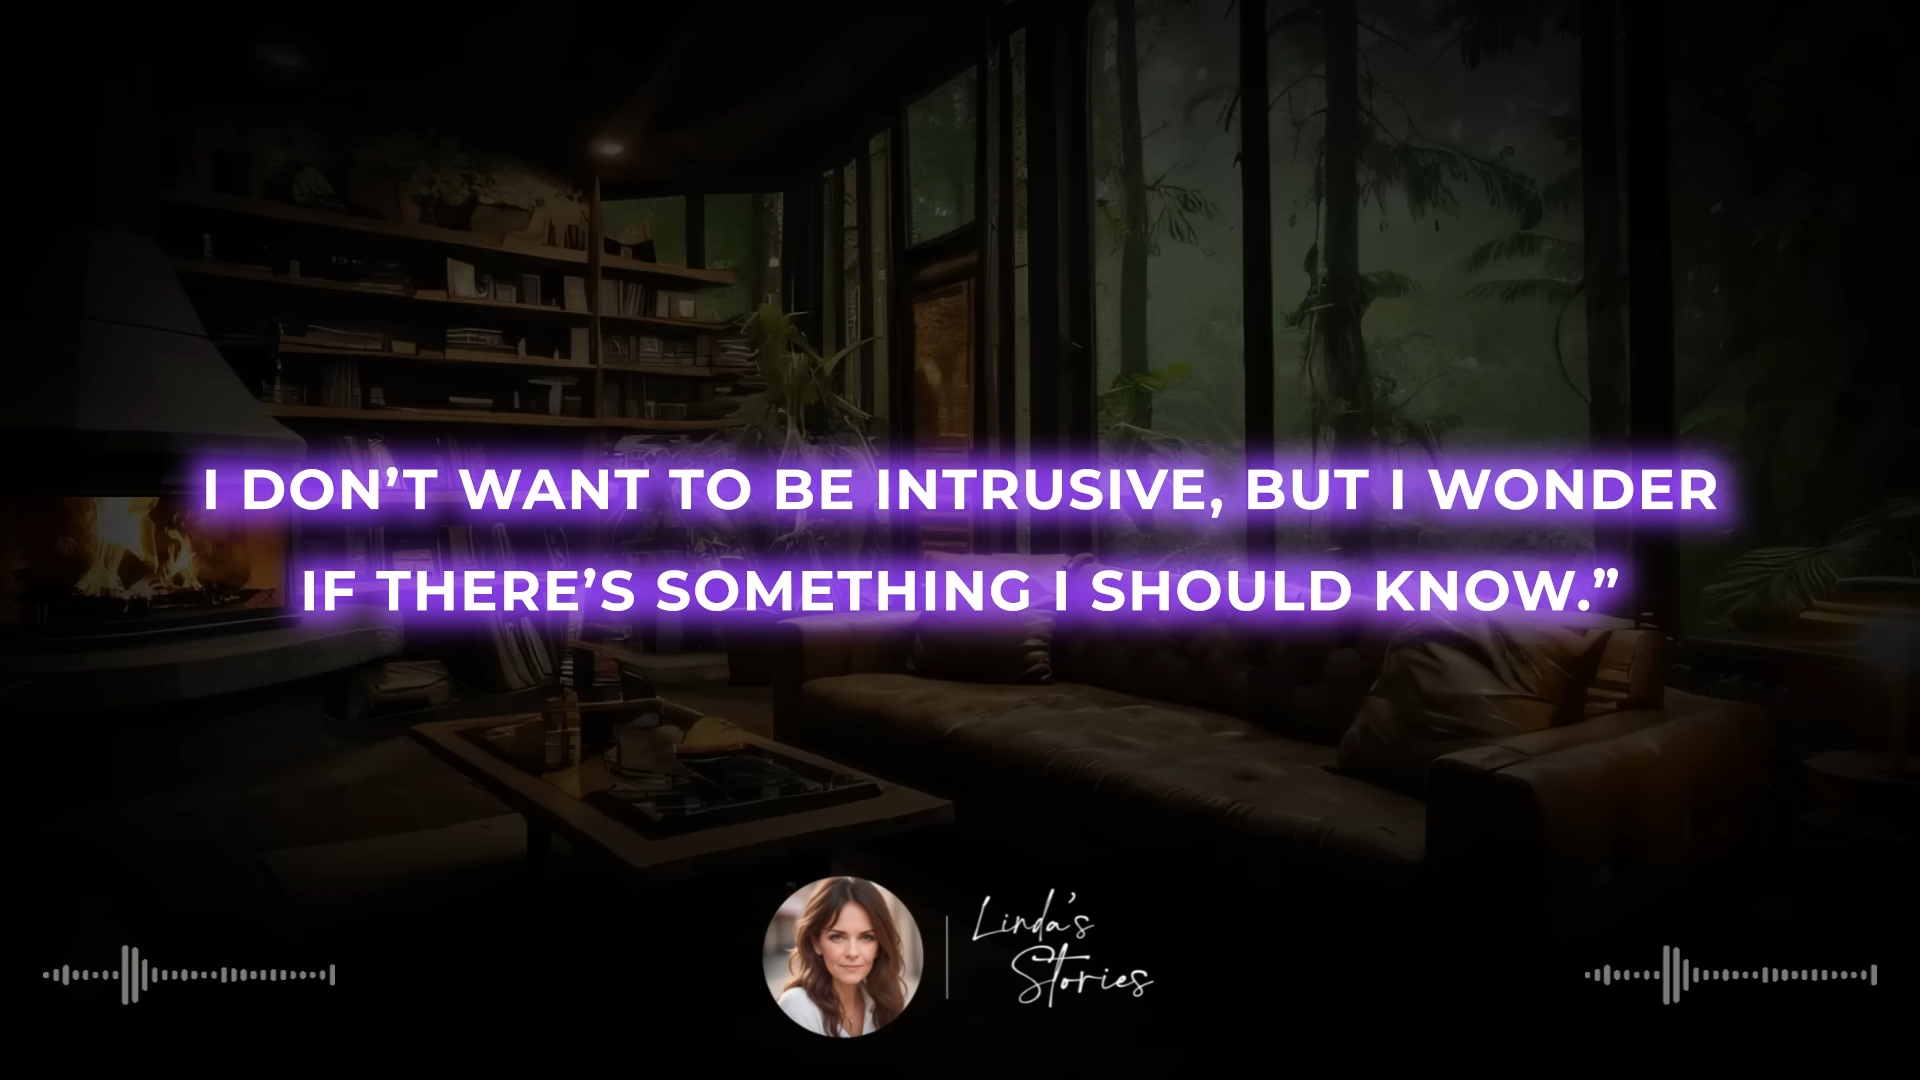 I DON’T WANT TO BE INTRUSIVE, BUT I WONDER
IF THERE’S SOMETHING I SHOULD KNOW.”
Linda’s
Stories